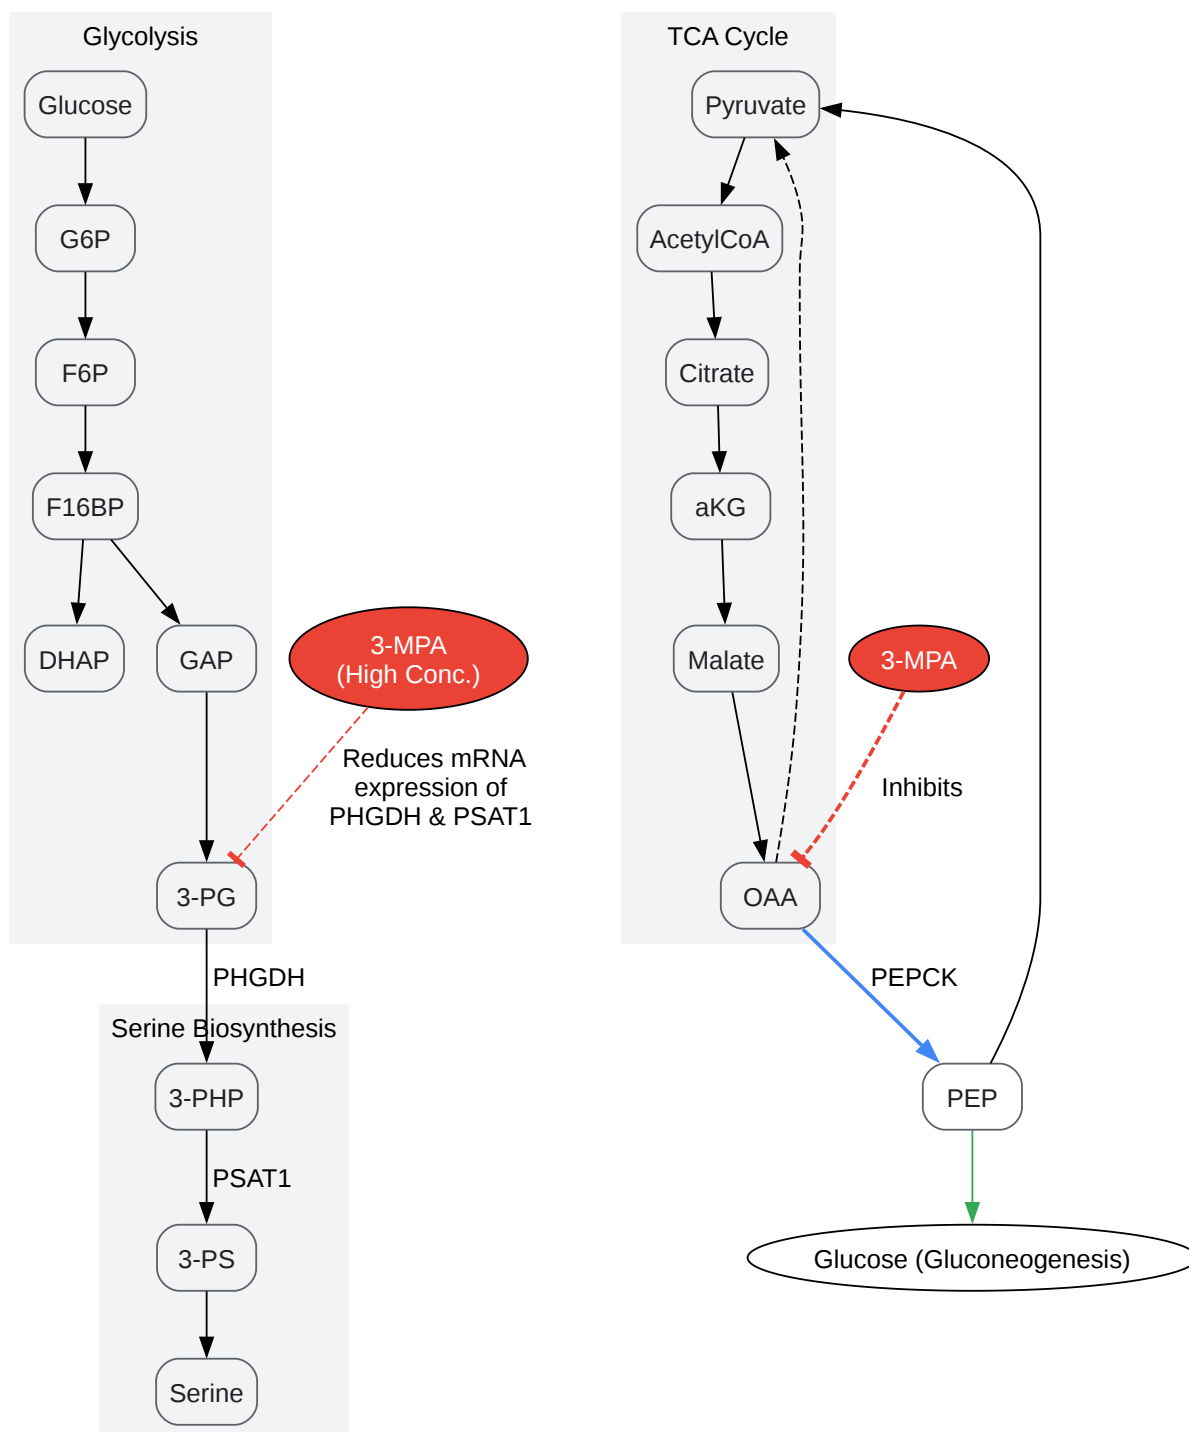 Glycolysis
Glucose
G6P
F6P
F16BP
DHAP
GAP
3-MPA
(High Conc.)
Reduces mRNA
expression of
PHGDH & PSAT1
3-PG
PHGDH
Serine Biosynthesis
3-PHP
PSAT1
3-PS
Serine
TCA Cycle
Pyruvate
AcetylCoA
Citrate
aKG
Malate
3-MPA
Inhibits
OAA
PEPCK
PEP
Glucose (Gluconeogenesis)